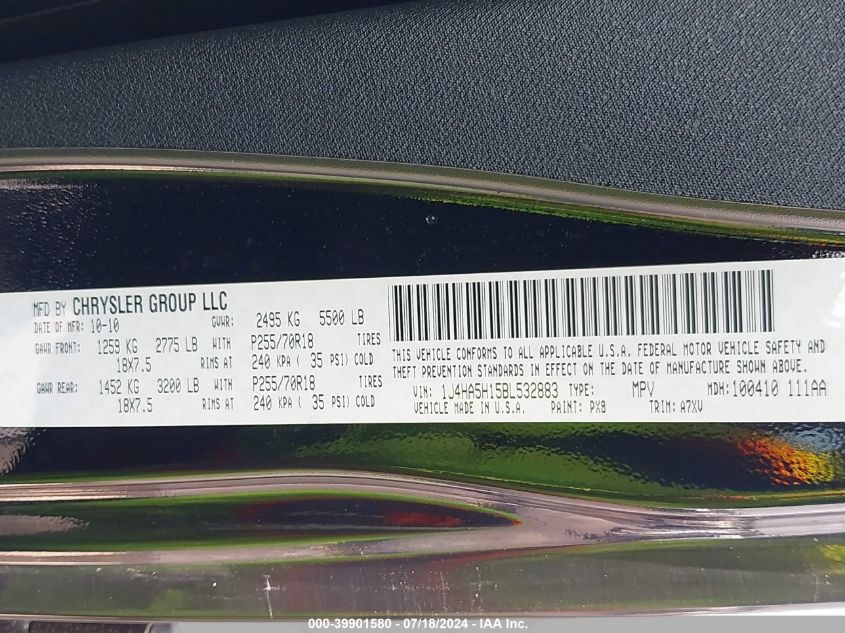 MFD BY CHRYSLER GROUP LLC
DATE OF MFR: 10-10 GVWR: 2495 KG 5500 LB
GAWR FRONT: 1259 KG 2775 LB WITH P255/70R18 TIRES
18X7.5 RIMS AT 240 KPA ( 35 PSI) COLD
GAWR REAR: 1452 KG 3200 LB WITH P255/70R18 TIRES
18X7.5 RIMS AT 240 KPA ( 35 PSI) COLD
THIS VEHICLE CONFORMS TO ALL APPLICABLE U.S.A. FEDERAL MOTOR VEHICLE SAFETY AND
THEFT PREVENTION STANDARDS IN EFFECT ON THE DATE OF MANUFACTURE SHOWN ABOVE.
VIN: 1J4HA5H15BL532883 TYPE: MPV MDH: 100410 111AA
VEHICLE MADE IN U.S.A. PAINT: PX8 TRIM: A7XV
000-39901580 - 07/18/2024 - IAA Inc.